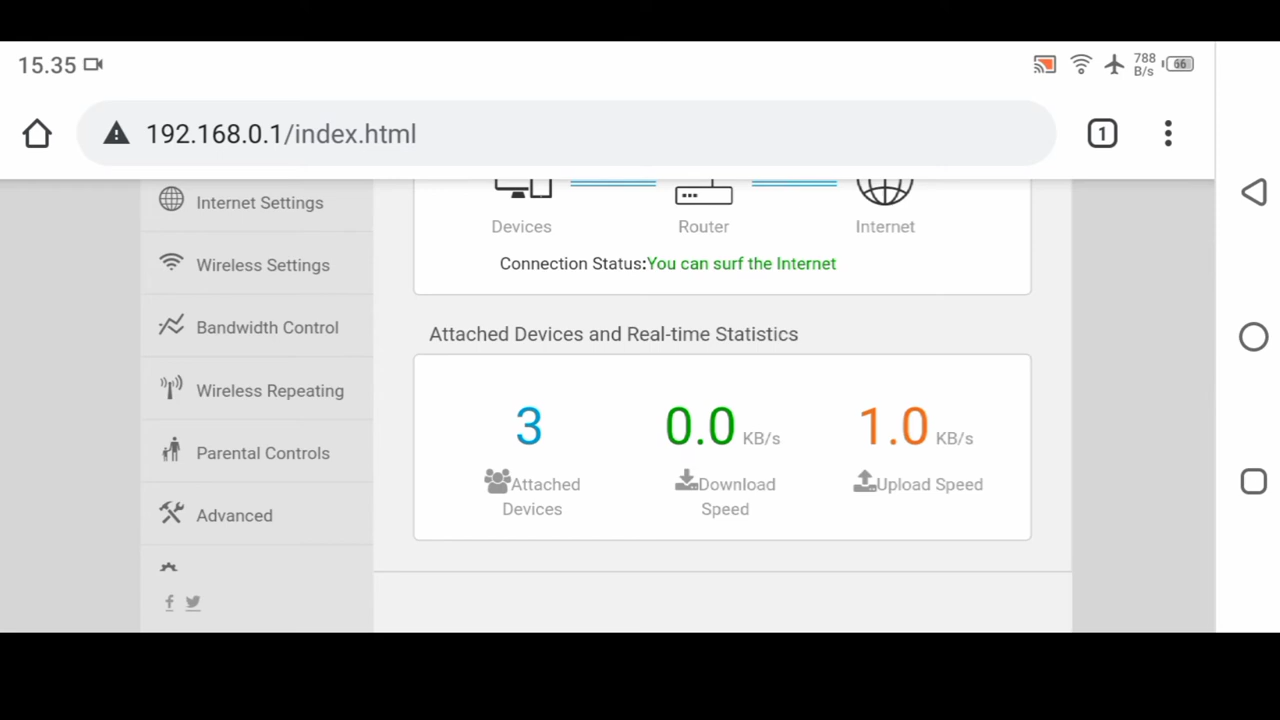 15.35
788
B/s
66
192.168.0.1/index.html
1
Internet Settings
Wireless Settings
Bandwidth Control
Wireless Repeating
Parental Controls
Advanced
Devices
Router
Internet
Connection Status:You can surf the Internet
Attached Devices and Real-time Statistics
3
0.0 KB/s
1.0 KB/s
Attached
Devices
Download
Speed
Upload Speed